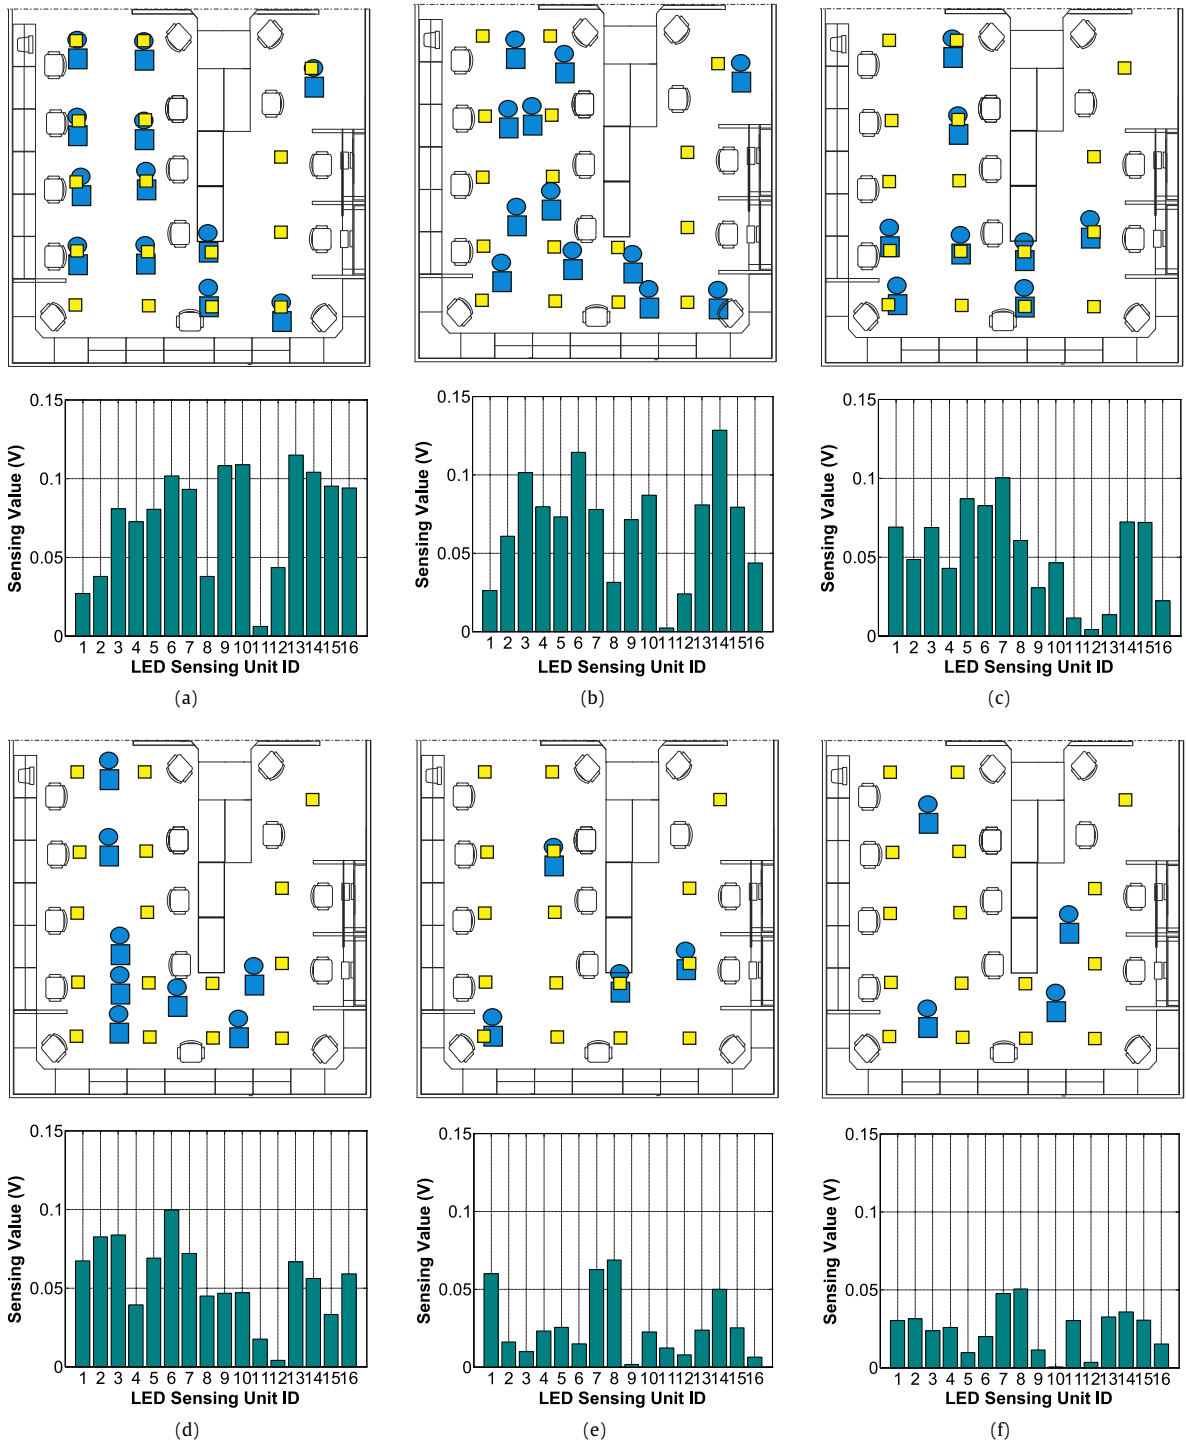 0.15
0.1
0.05
0
Sensing Value (V)
1 2 3 4 5 6 7 8 9 10 11 12 13 14 15 16
LED Sensing Unit ID
(a)
0.15
0.1
0.05
0
Sensing Value (V)
1 2 3 4 5 6 7 8 9 10 11 12 13 14 15 16
LED Sensing Unit ID
(b)
0.15
0.1
0.05
0
Sensing Value (V)
1 2 3 4 5 6 7 8 9 10 11 12 13 14 15 16
LED Sensing Unit ID
(c)
0.15
0.1
0.05
0
Sensing Value (V)
1 2 3 4 5 6 7 8 9 10 11 12 13 14 15 16
LED Sensing Unit ID
(d)
0.15
0.1
0.05
0
Sensing Value (V)
1 2 3 4 5 6 7 8 9 10 11 12 13 14 15 16
LED Sensing Unit ID
(e)
0.15
0.1
0.05
0
Sensing Value (V)
1 2 3 4 5 6 7 8 9 10 11 12 13 14 15 16
LED Sensing Unit ID
(f)